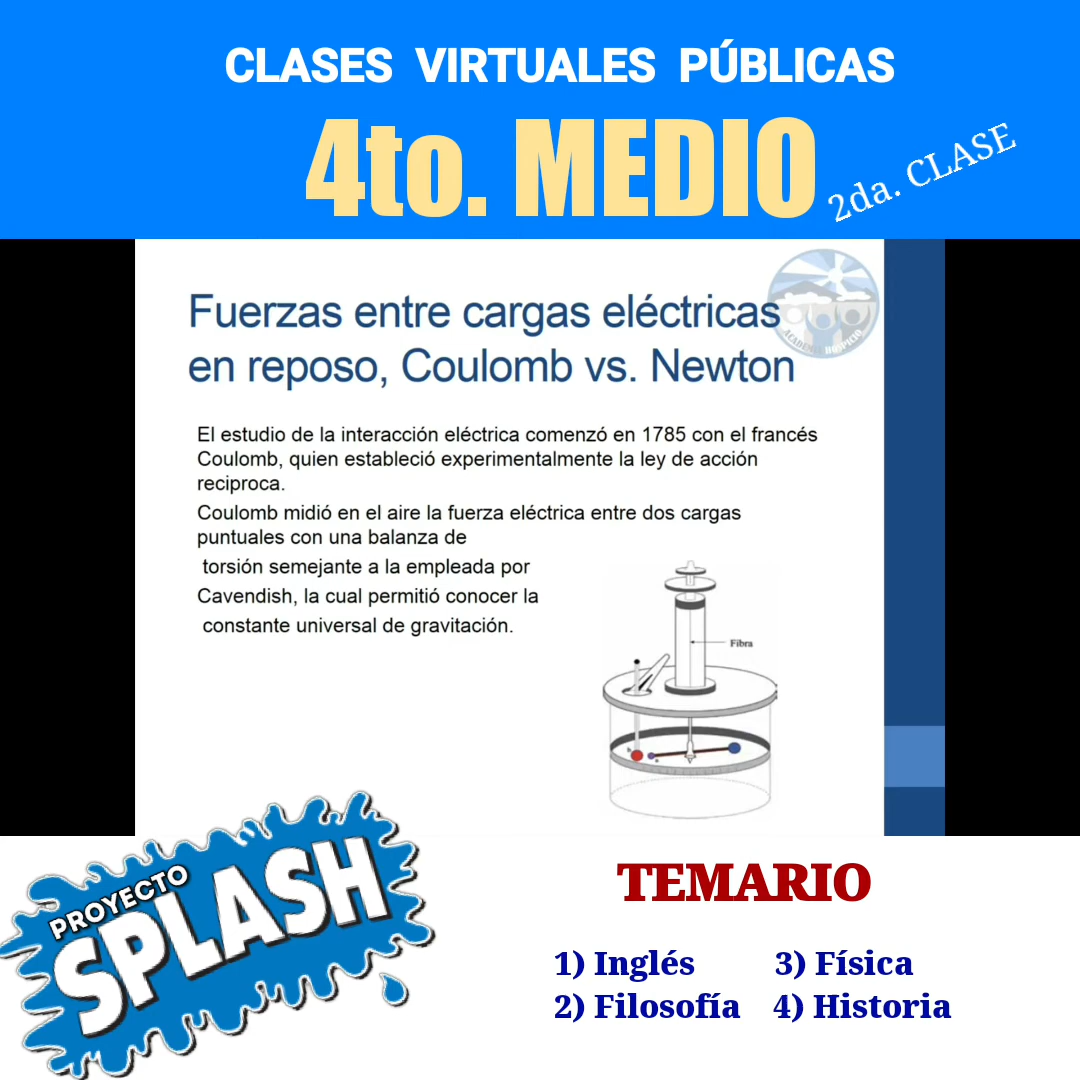 CLASES VIRTUALES PÚBLICAS
4to. MEDIO
2da. CLASE
Fuerzas entre cargas eléctricas
en reposo, Coulomb vs. Newton
El estudio de la interacción eléctrica comenzó en 1785 con el francés
Coulomb, quien estableció experimentalmente la ley de acción
reciproca.
Coulomb midió en el aire la fuerza eléctrica entre dos cargas
puntuales con una balanza de
torsión semejante a la empleada por
Cavendish, la cual permitió conocer la
constante universal de gravitación.
Fibra
PROYECTO
SPLASH
TEMARIO
1) Inglés 3) Física
2) Filosofía 4) Historia